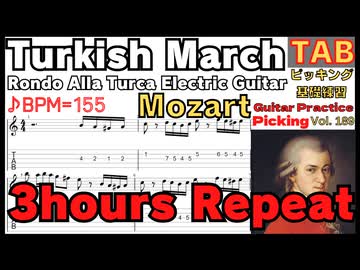 Turkish March TAB
Rondo Alla Turca Electric Guitar
ピッキング
基礎練習
♪BPM=155
Mozart
Guitar Practice
Picking Vol. 189
3hours Repeat